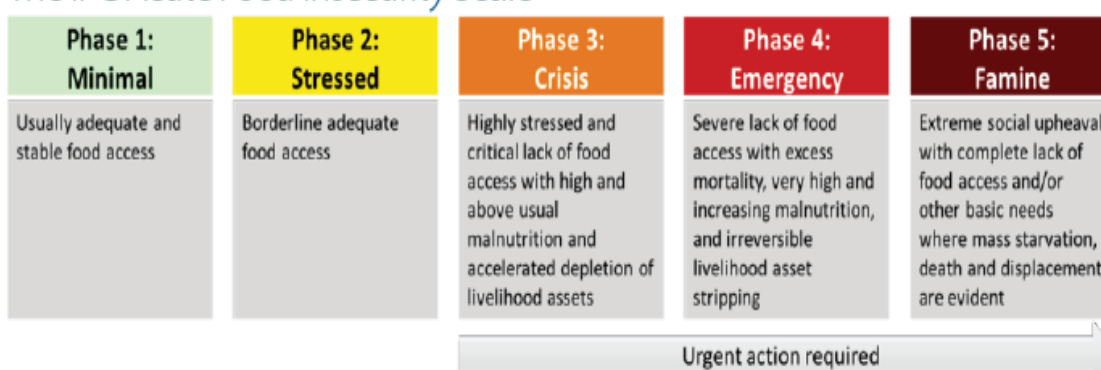 Phase 1:
Minimal
Usually adequate and
stable food access
Phase 2:
Stressed
Borderline adequate
food access
Phase 3:
Crisis
Highly stressed and
critical lack of food
access with high and
above usual
malnutrition and
accelerated depletion of
livelihood assets
Phase 4:
Emergency
Severe lack of food
access with excess
mortality, very high and
increasing malnutrition,
and irreversible
livelihood asset
stripping
Phase 5:
Famine
Extreme social upheaval
with complete lack of
food access and/or
other basic needs
where mass starvation,
death and displacement
are evident
Urgent action required